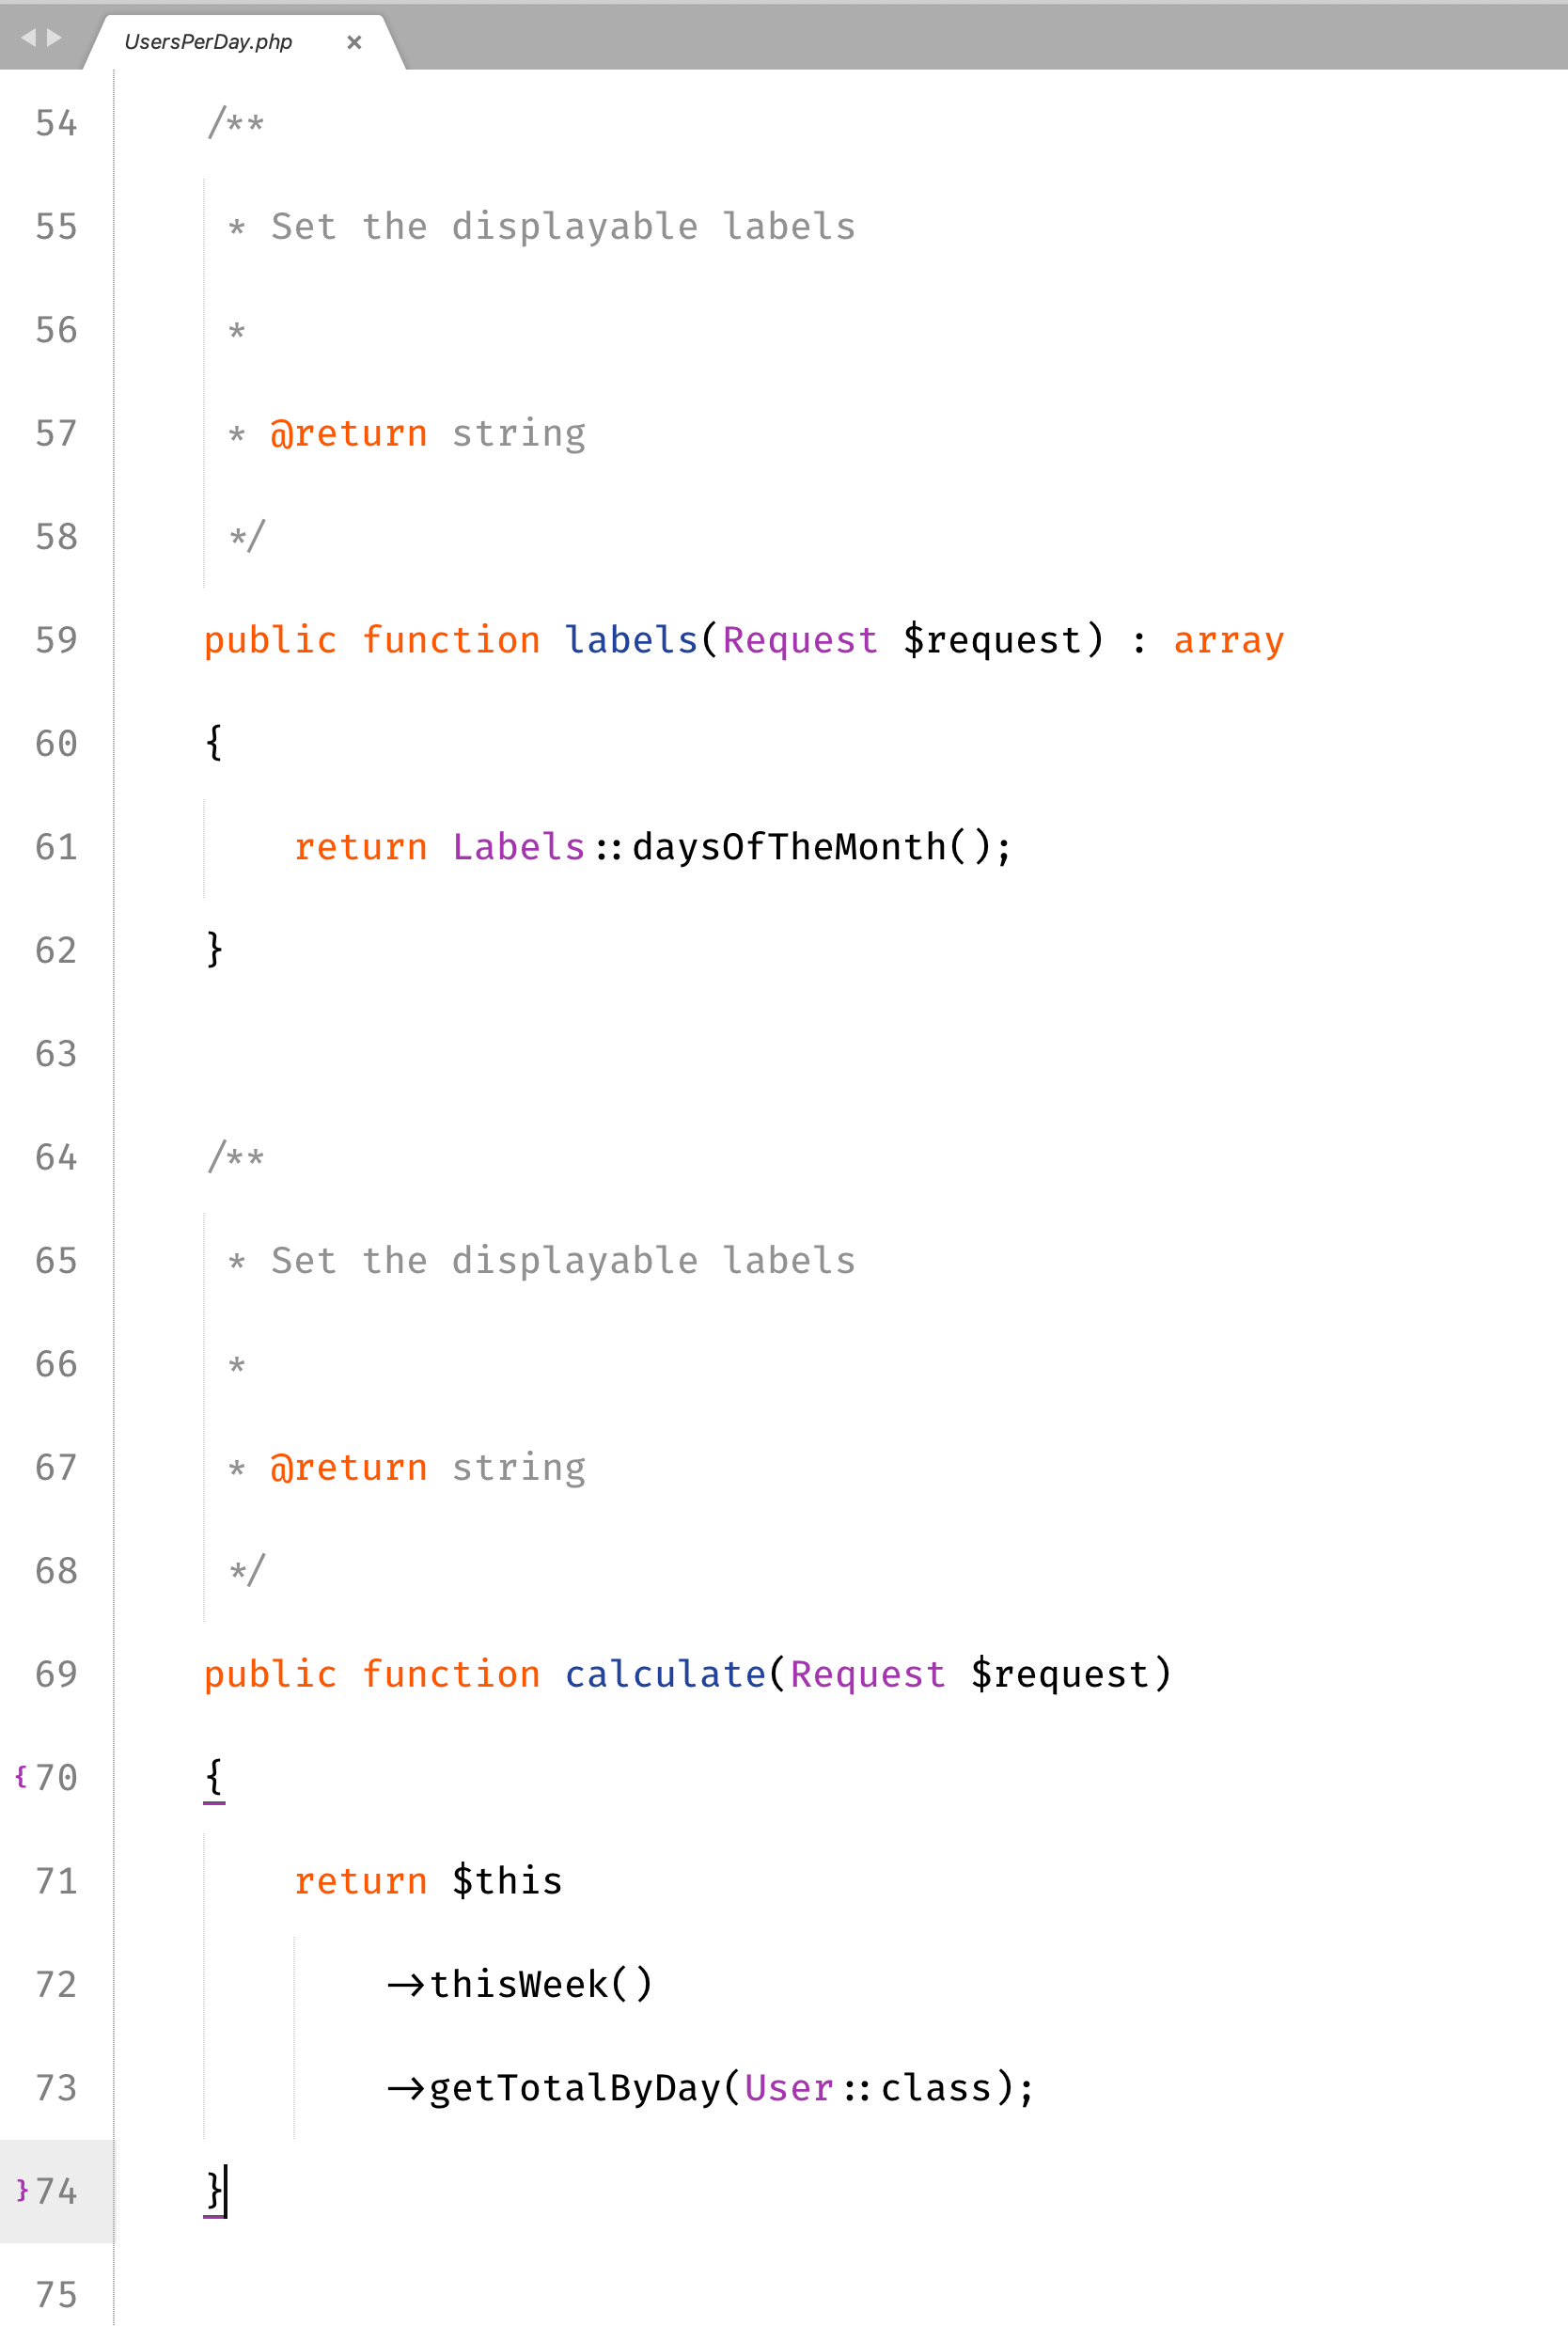 UsersPerDay.php ×
54 /**
55 * Set the displayable labels
56 *
57 * @return string
58 */
59 public function labels(Request $request) : array
60 {
61 return Labels::daysOfTheMonth();
62 }
63
64 /**
65 * Set the displayable labels
66 *
67 * @return string
68 */
69 public function calculate(Request $request)
{ 70 {
71 return $this
72 ->thisWeek()
73 ->getTotalByDay(User::class);
} 74 }
75